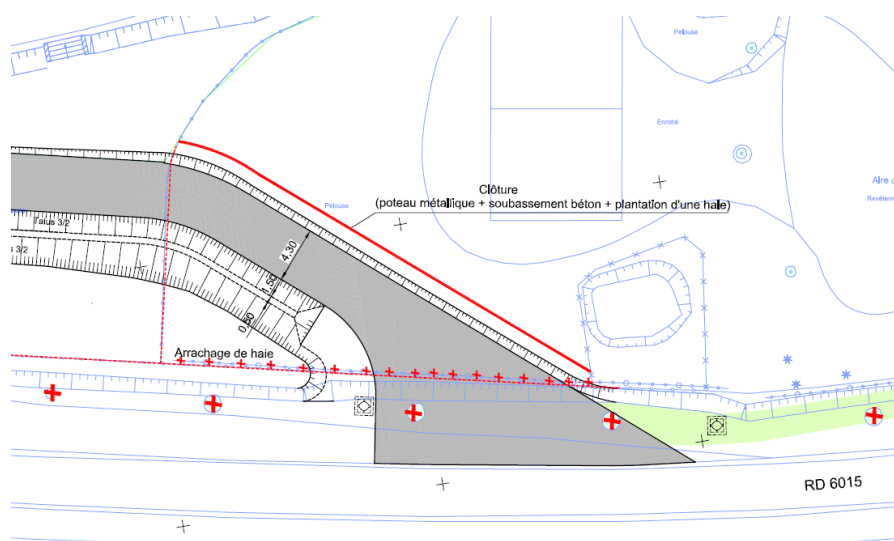 Pelouse
Enrobé
Aire d
Revêtem
Clôture
(poteau métallique + soubassement béton + plantation d'une haie)
Pelouse
Talus 3/2
s 3/2
4.30
1.50
0.50
Arrachage de haie
RD 6015